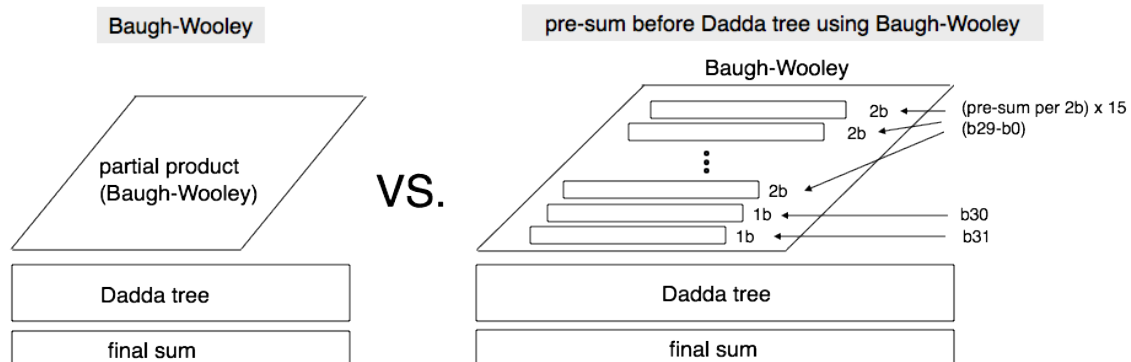 Baugh-Wooley
pre-sum before Dadda tree using Baugh-Wooley
partial product
(Baugh-Wooley)
Dadda tree
final sum
VS.
Baugh-Wooley
2b
(pre-sum per 2b) x 15
2b
(b29-b0)
2b
1b
b30
1b
b31
Dadda tree
final sum